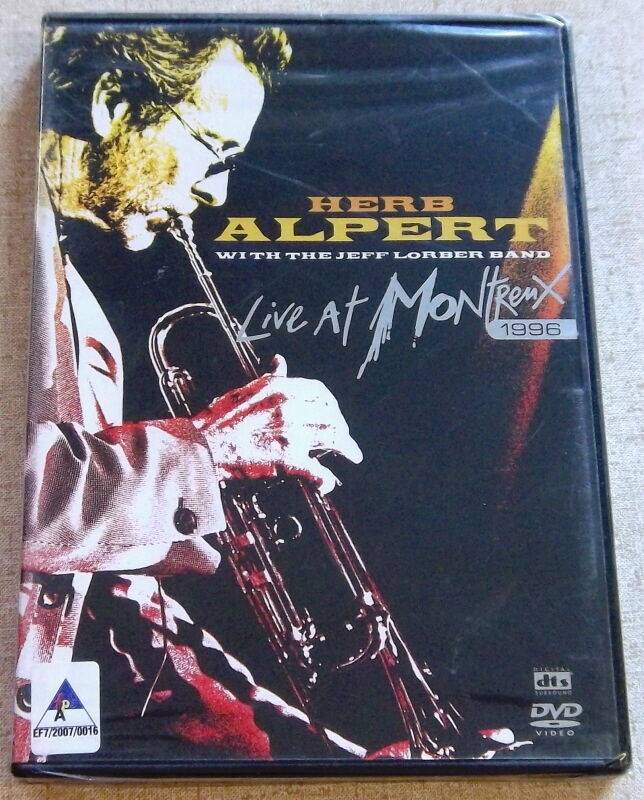 HERB
ALPERT
WITH THE JEFF LORBER BAND
Live At Montreux
1996
DIGITAL
dts
SURROUND
DVD
VIDEO
A
EF7/2007/0016